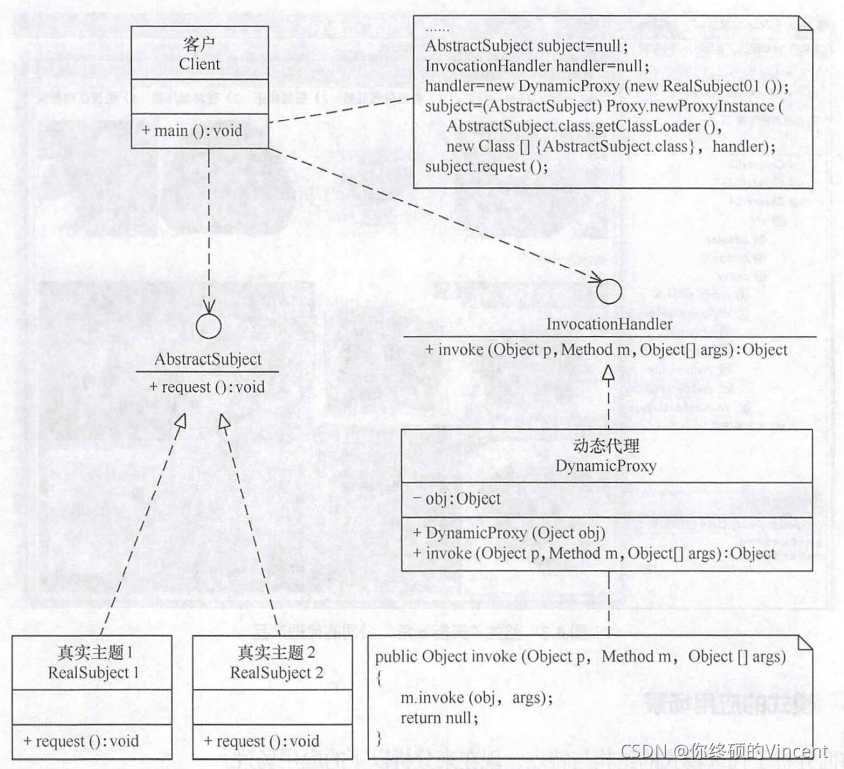 客户
Client
+ main ():void
......
AbstractSubject subject=null;
InvocationHandler handler=null;
handler=new DynamicProxy (new RealSubject01 ());
subject=(AbstractSubject) Proxy.newProxyInstance (
AbstractSubject.class.getClassLoader (),
new Class [] {AbstractSubject.class}, handler);
subject.request ();
AbstractSubject
+ request ():void
InvocationHandler
+ invoke (Object p,Method m,Object[] args):Object
动态代理
DynamicProxy
− obj:Object
+ DynamicProxy (Oject obj)
+ invoke (Object p,Method m,Object[] args):Object
真实主题1
RealSubject 1
+ request ():void
真实主题2
RealSubject 2
+ request ():void
public Object invoke (Object p, Method m, Object [] args)
{
m.invoke (obj, args);
return null;
}
CSDN @你终硕的Vincent